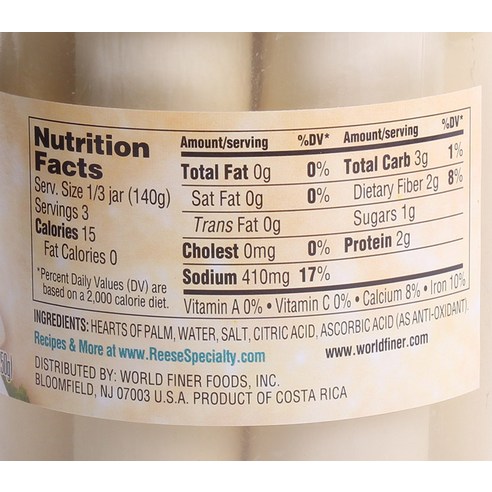 Nutrition
Facts
Serv. Size 1/3 jar (140g)
Servings 3
Calories 15
Fat Calories 0
*Percent Daily Values (DV) are
based on a 2,000 calorie diet.
Amount/serving %DV*
Total Fat 0g 0%
Sat Fat 0g 0%
Trans Fat 0g
Cholest 0mg 0%
Sodium 410mg 17%
Amount/serving %DV*
Total Carb 3g 1%
Dietary Fiber 2g 8%
Sugars 1g
Protein 2g
Vitamin A 0% • Vitamin C 0% • Calcium 8% • Iron 10%
INGREDIENTS: HEARTS OF PALM, WATER, SALT, CITRIC ACID, ASCORBIC ACID (AS ANTI-OXIDANT).
Recipes & More at www.ReeseSpecialty.com www.worldfiner.com
DISTRIBUTED BY: WORLD FINER FOODS, INC.
BLOOMFIELD, NJ 07003 U.S.A. PRODUCT OF COSTA RICA